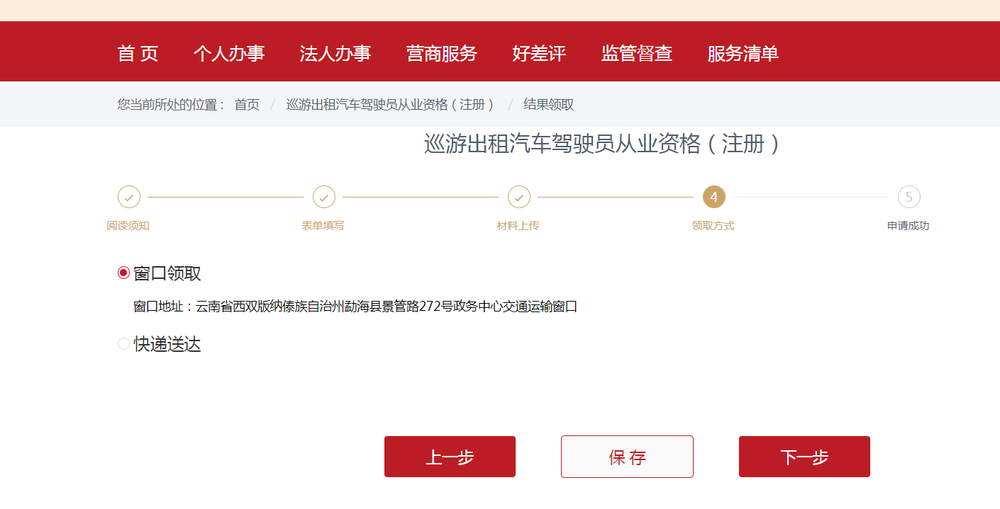 首 页 个人办事 法人办事 营商服务 好差评 监管督查 服务清单
您当前所处的位置： 首页 / 巡游出租汽车驾驶员从业资格（注册） / 结果领取
巡游出租汽车驾驶员从业资格（注册）
4 5
阅读须知 表单填写 材料上传 领取方式 申请成功
窗口领取
窗口地址：云南省西双版纳傣族自治州勐海县景管路272号政务中心交通运输窗口
快递送达
上一步 保 存 下一步